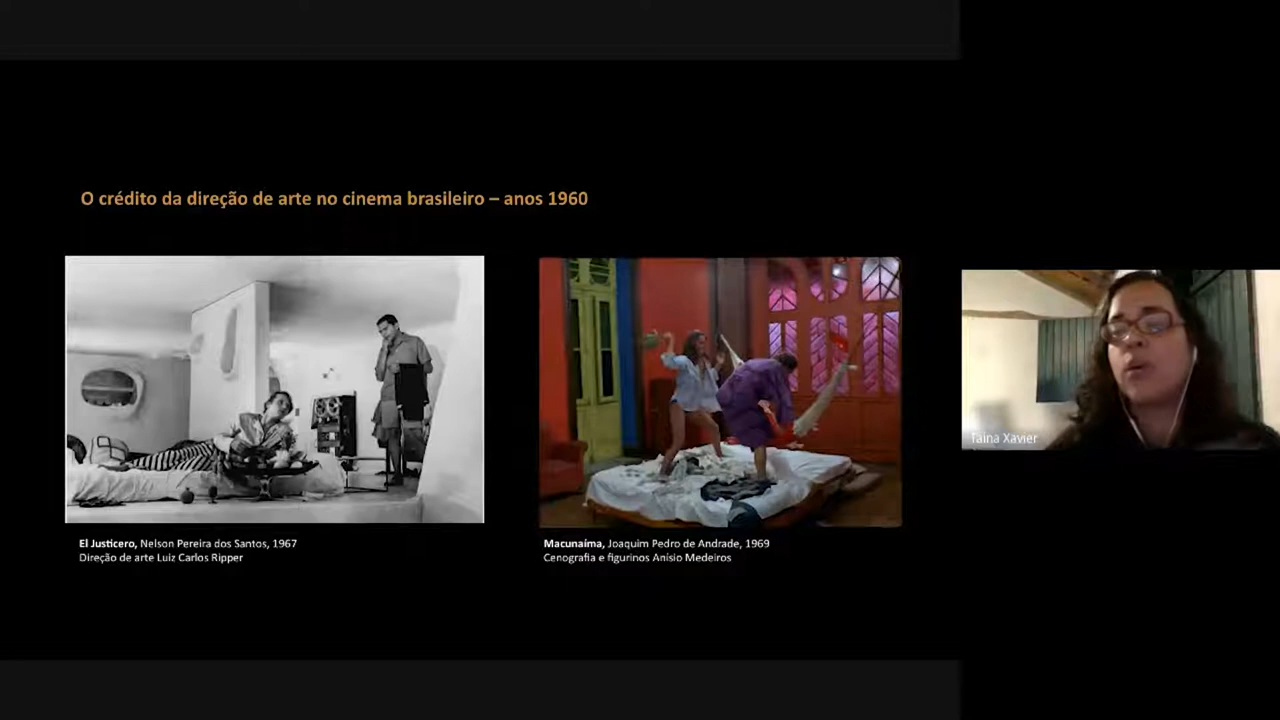 O crédito da direção de arte no cinema brasileiro – anos 1960
El Justicero, Nelson Pereira dos Santos, 1967
Direção de arte Luiz Carlos Ripper
Macunaíma, Joaquim Pedro de Andrade, 1969
Cenografia e figurinos Anísio Medeiros
Taina Xavier